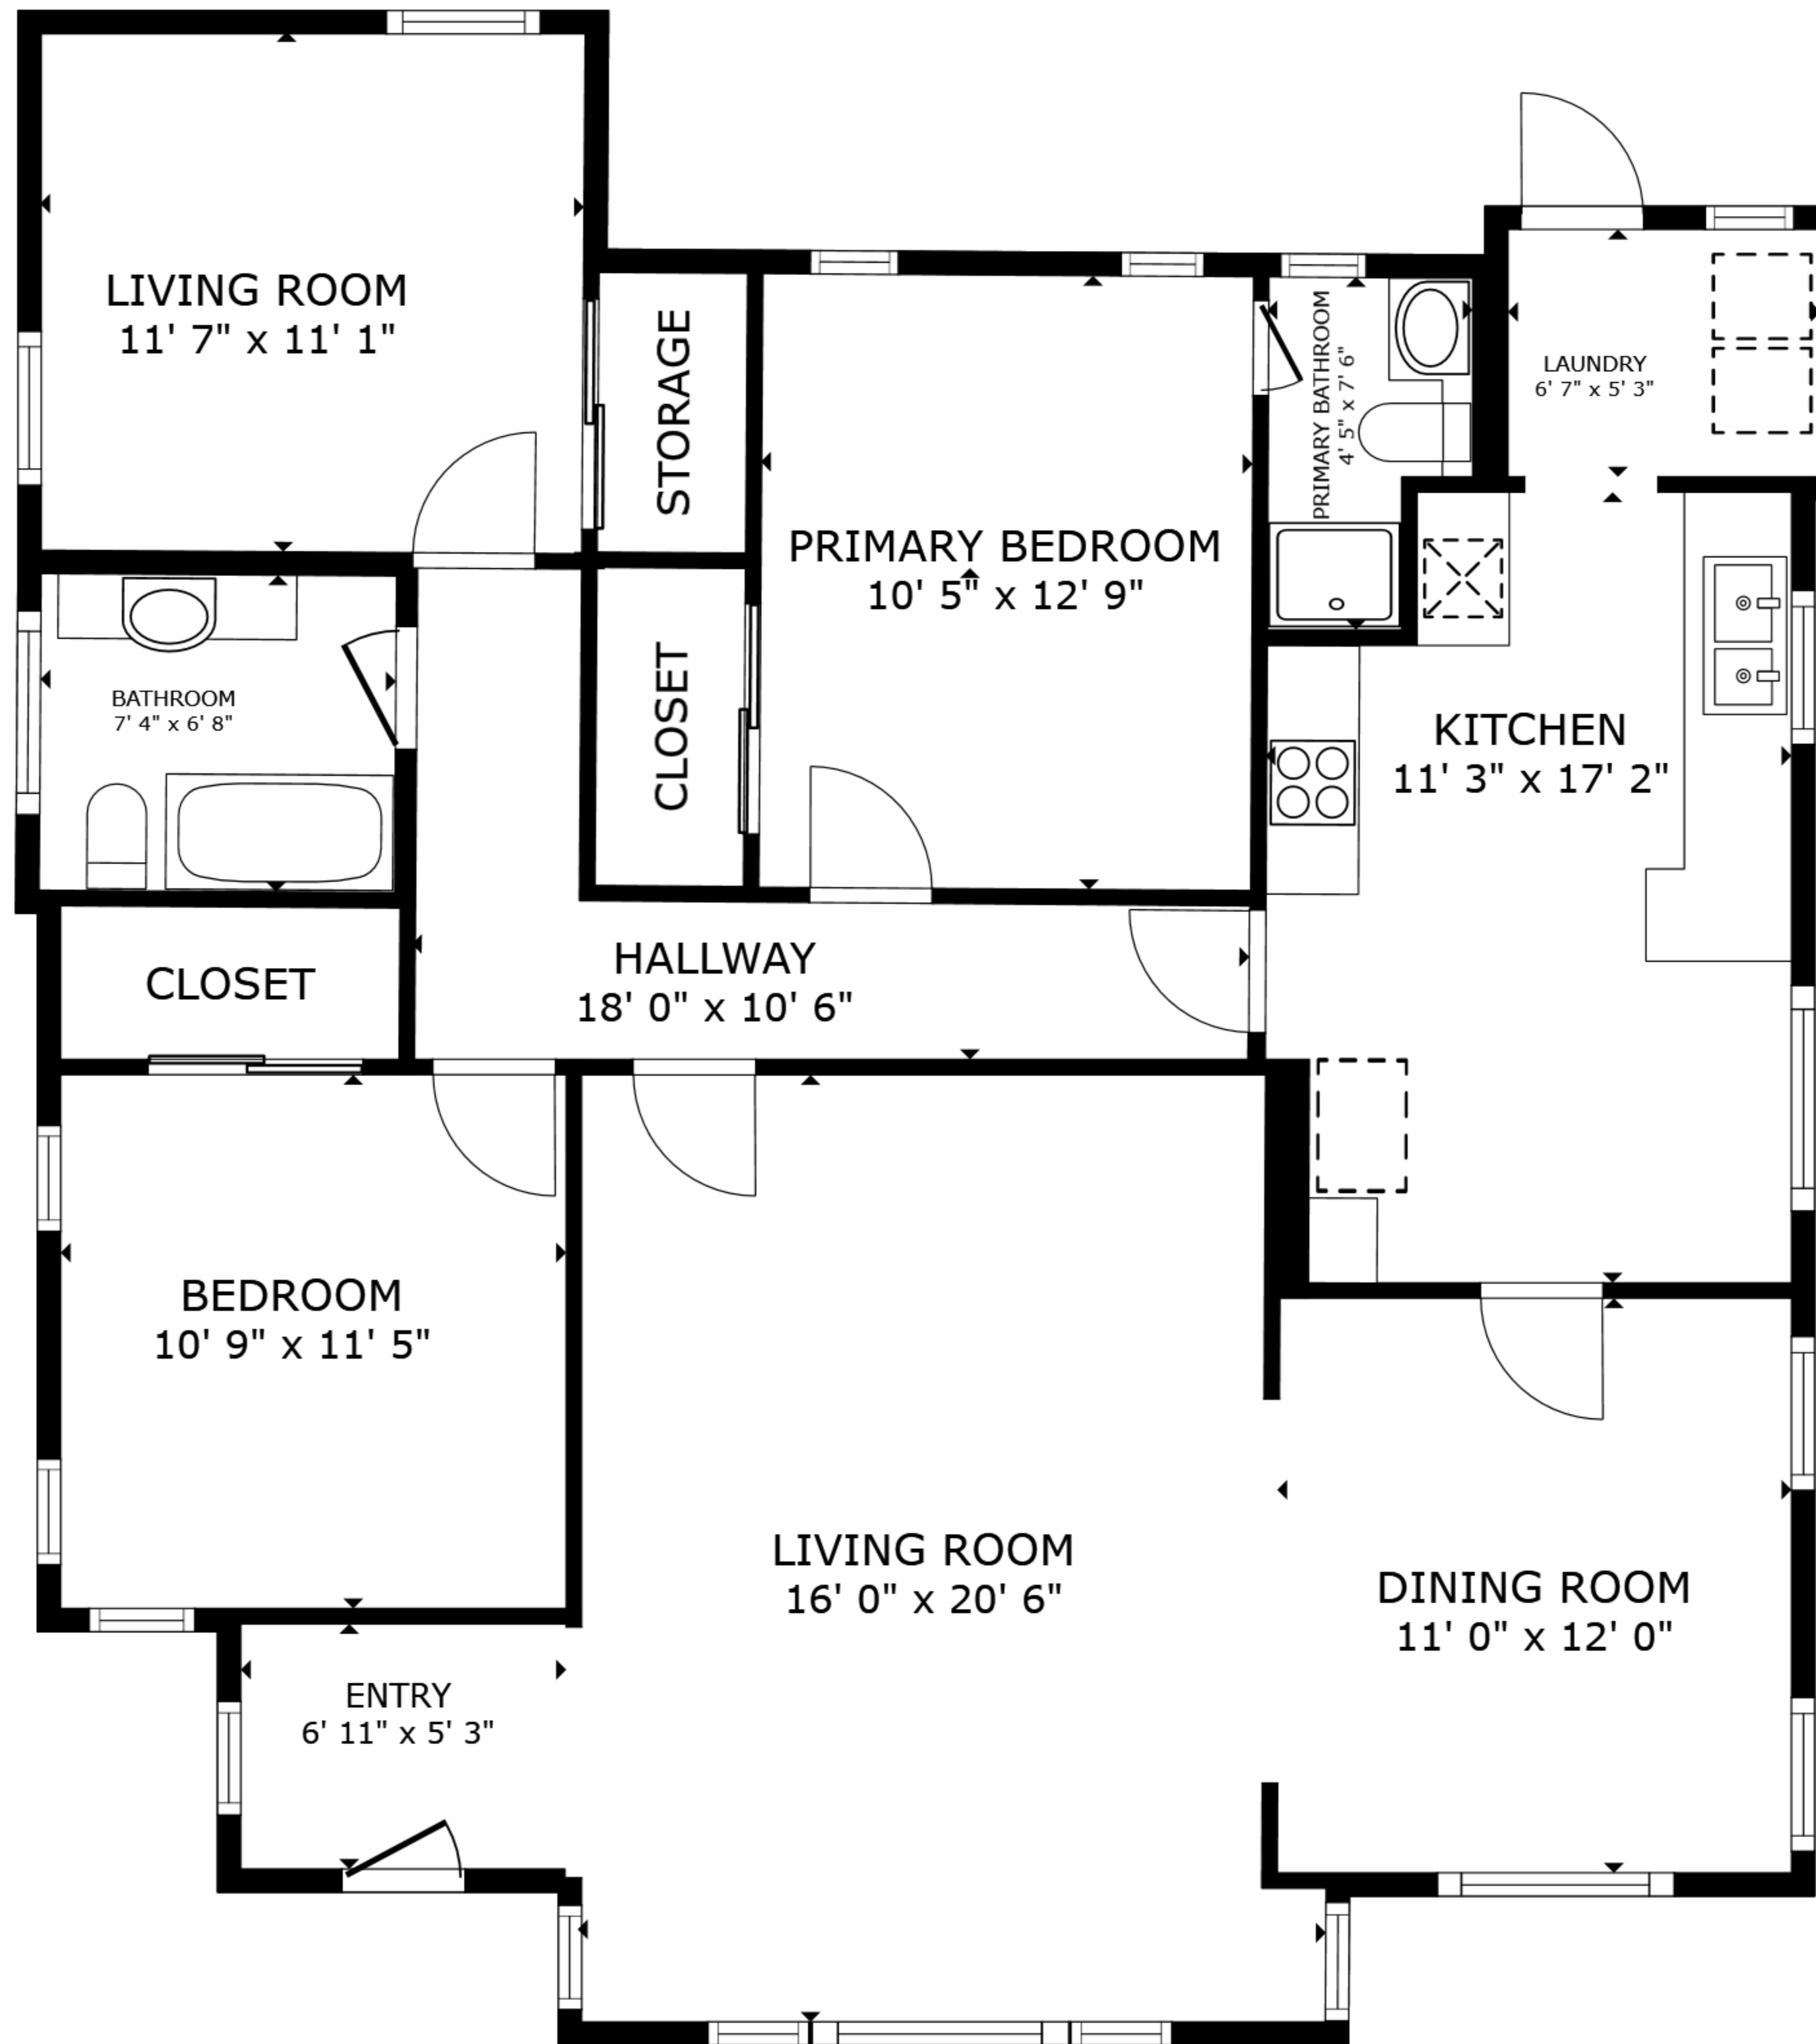 LIVING ROOM
11' 7" x 11' 1"
STORAGE
PRIMARY BATHROOM
4' 5" x 7' 6"
LAUNDRY
6' 7" x 5' 3"
PRIMARY BEDROOM
10' 5" x 12' 9"
BATHROOM
7' 4" x 6' 8"
CLOSET
KITCHEN
11' 3" x 17' 2"
CLOSET
HALLWAY
18' 0" x 10' 6"
BEDROOM
10' 9" x 11' 5"
LIVING ROOM
16' 0" x 20' 6"
DINING ROOM
11' 0" x 12' 0"
ENTRY
6' 11" x 5' 3"